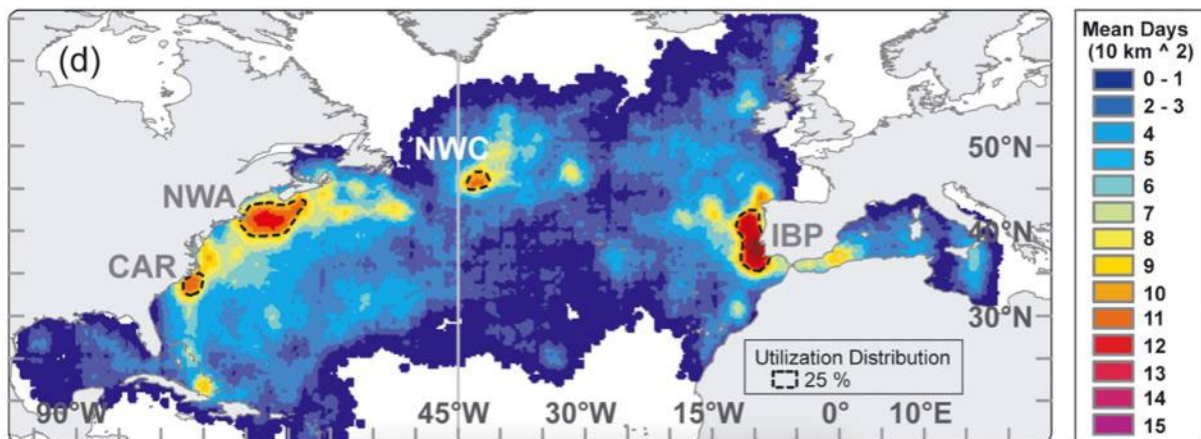 (d)
NWC
NWA
CAR
IBP
50°N
40°N
30°N
90°W
45°W
30°W
15°W
0°
10°E
Utilization Distribution
25 %
Mean Days
(10 km ^ 2)
0 - 1
2 - 3
4
5
6
7
8
9
10
11
12
13
14
15